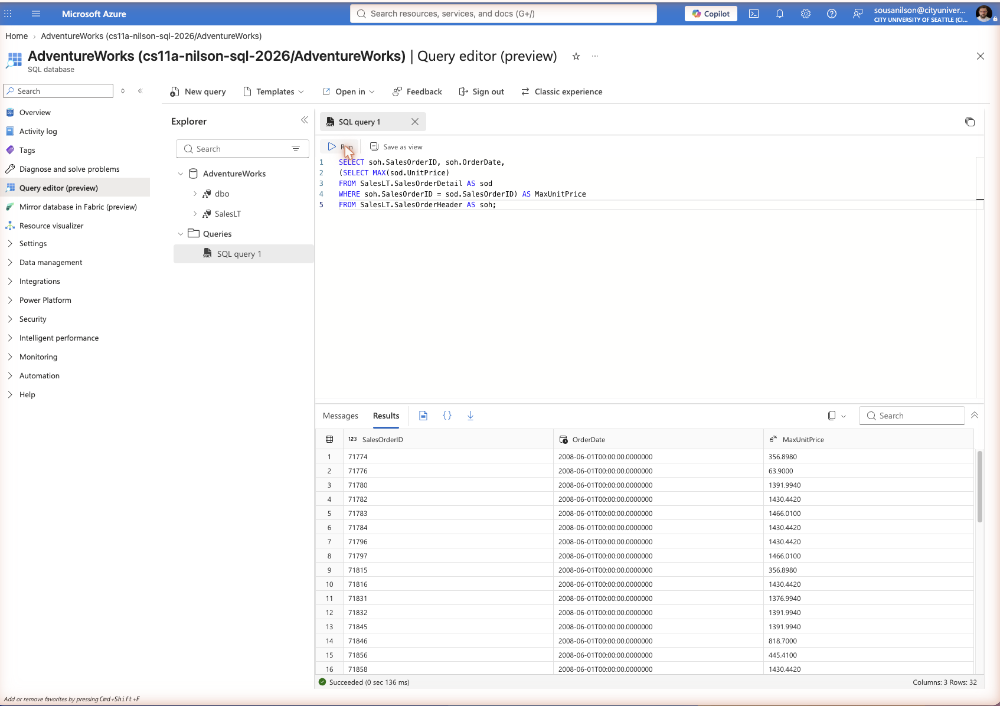 Microsoft Azure
Search resources, services, and docs (G+/)
Copilot
sousanilson@cityuniver...
CITY UNIVERSITY OF SEATTLE (CI...
Home › AdventureWorks (cs11a-nilson-sql-2026/AdventureWorks)
AdventureWorks (cs11a-nilson-sql-2026/AdventureWorks) | Query editor (preview) ☆ ···
SQL database
Search
Overview
Activity log
Tags
Diagnose and solve problems
Query editor (preview)
Mirror database in Fabric (preview)
Resource visualizer
Settings
Data management
Integrations
Power Platform
Security
Intelligent performance
Monitoring
Automation
Help
New query Templates Open in Feedback Sign out Classic experience
Explorer
Search
AdventureWorks
dbo
SalesLT
Queries
SQL query 1
SQL query 1
Run Save as view
1 SELECT soh.SalesOrderID, soh.OrderDate,
2 (SELECT MAX(sod.UnitPrice)
3 FROM SalesLT.SalesOrderDetail AS sod
4 WHERE soh.SalesOrderID = sod.SalesOrderID) AS MaxUnitPrice
5 FROM SalesLT.SalesOrderHeader AS soh;
Messages Results {} Search
123 SalesOrderID OrderDate MaxUnitPrice
1 71774 2008-06-01T00:00:00.0000000 356.8980
2 71776 2008-06-01T00:00:00.0000000 63.9000
3 71780 2008-06-01T00:00:00.0000000 1391.9940
4 71782 2008-06-01T00:00:00.0000000 1430.4420
5 71783 2008-06-01T00:00:00.0000000 1466.0100
6 71784 2008-06-01T00:00:00.0000000 1430.4420
7 71796 2008-06-01T00:00:00.0000000 1430.4420
8 71797 2008-06-01T00:00:00.0000000 1466.0100
9 71815 2008-06-01T00:00:00.0000000 356.8980
10 71816 2008-06-01T00:00:00.0000000 1430.4420
11 71831 2008-06-01T00:00:00.0000000 1376.9940
12 71832 2008-06-01T00:00:00.0000000 1391.9940
13 71845 2008-06-01T00:00:00.0000000 1391.9940
14 71846 2008-06-01T00:00:00.0000000 818.7000
15 71856 2008-06-01T00:00:00.0000000 445.4100
16 71858 2008-06-01T00:00:00.0000000 1430.4420
Succeeded (0 sec 136 ms) Columns: 3 Rows: 32
Add or remove favorites by pressing Cmd+Shift+F